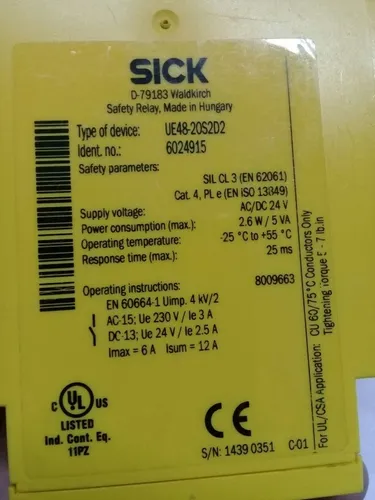 SICK
D-79183 Waldkirch
Safety Relay, Made in Hungary
Type of device: UE48-20S2D2
Ident. no.: 6024915
Safety parameters:
SIL CL 3 (EN 62061)
Cat. 4, PL e (EN ISO 13849)
Supply voltage: AC/DC 24 V
Power consumption (max.): 2.6 W / 5 VA
Operating temperature: -25 °C to +55 °C
Response time (max.): 25 ms
Operating instructions: 8009663
EN 60664-1 Uimp. 4 kV/2
AC-15; Ue 230 V / Ie 3 A
DC-13; Ue 24 V / Ie 2.5 A
Imax = 6 A Isum = 12 A
C UL US
LISTED
Ind. Cont. Eq.
11PZ
CE
S/N: 1439 0351 C-01
For UL/CSA Application: CU 60/75°C Conductors Only
Tightening Torque 5 - 7 lb.in